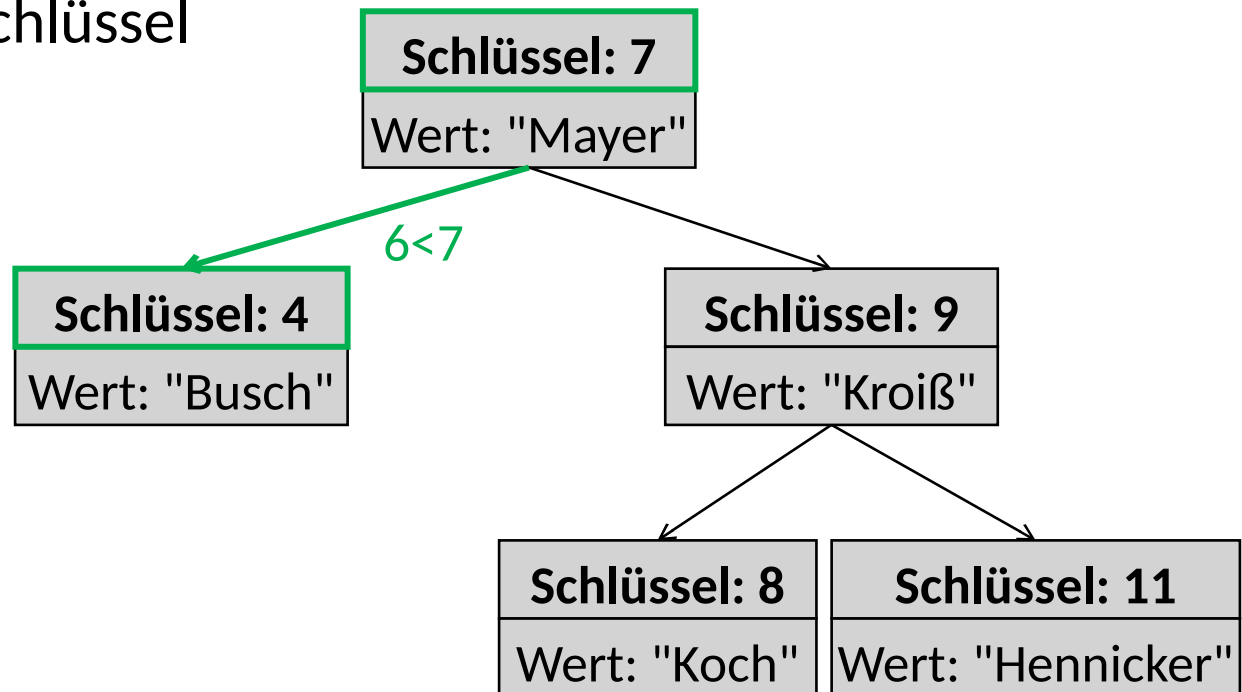 chlüssel
Schlüssel: 7
Wert: "Mayer"
6<7
Schlüssel: 4
Wert: "Busch"
Schlüssel: 9
Wert: "Kroiß"
Schlüssel: 8
Wert: "Koch"
Schlüssel: 11
Wert: "Hennicker"